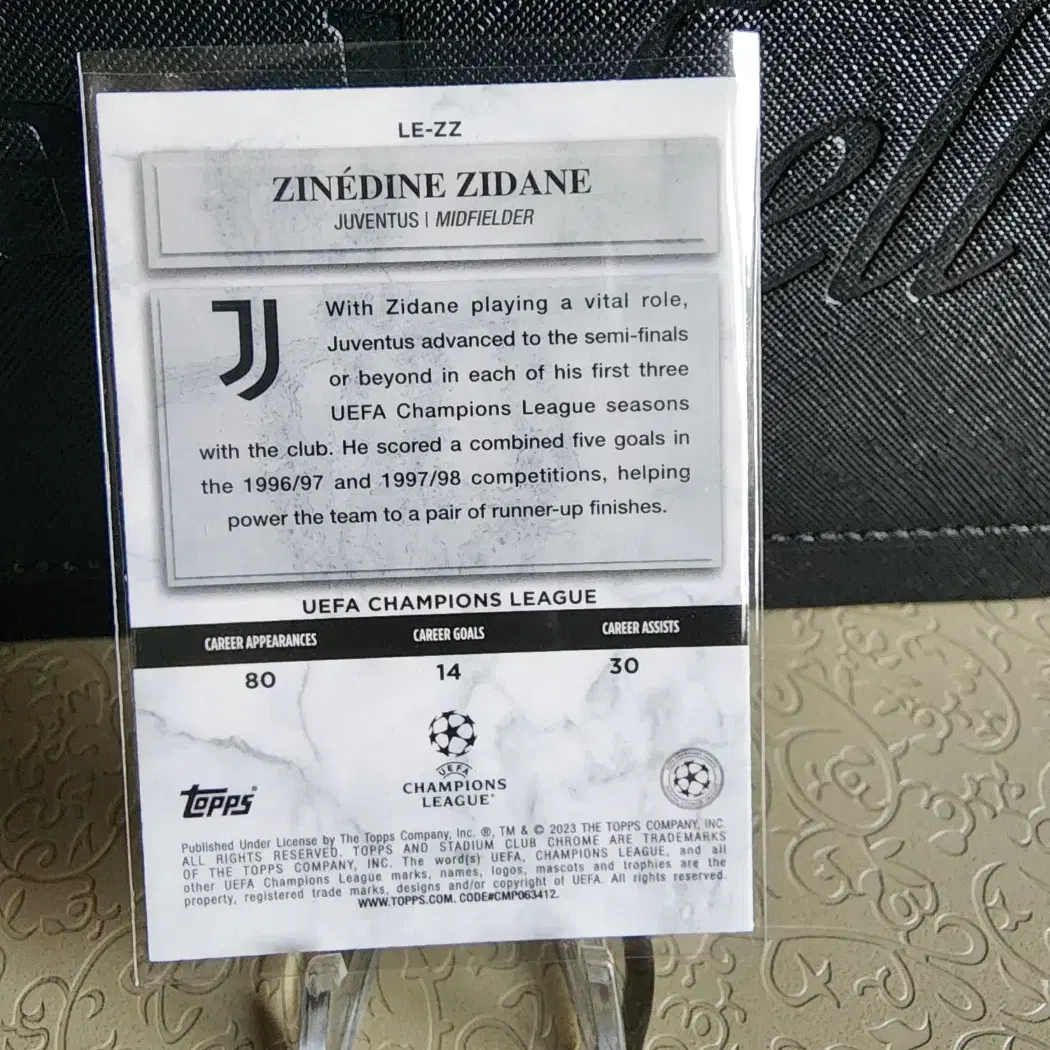 LE-ZZ
ZINÉDINE ZIDANE
JUVENTUS | MIDFIELDER
With Zidane playing a vital role,
Juventus advanced to the semi-finals
or beyond in each of his first three
UEFA Champions League seasons
with the club. He scored a combined five goals in
the 1996/97 and 1997/98 competitions, helping
power the team to a pair of runner-up finishes.
UEFA CHAMPIONS LEAGUE
CAREER APPEARANCES CAREER GOALS CAREER ASSISTS
80 14 30
UEFA
CHAMPIONS
LEAGUE®
topps®
Published Under License by The Topps Company, Inc. ®, TM & © 2023 THE TOPPS COMPANY, INC.
ALL RIGHTS RESERVED. TOPPS AND STADIUM CLUB CHROME ARE TRADEMARKS
OF THE TOPPS COMPANY, INC. The word(s) UEFA, CHAMPIONS LEAGUE, and all
other UEFA Champions League marks, names, logos, mascots and trophies are the
property, registered trade marks, designs and/or copyright of UEFA. All rights reserved.
WWW.TOPPS.COM. CODE#CMP063412.